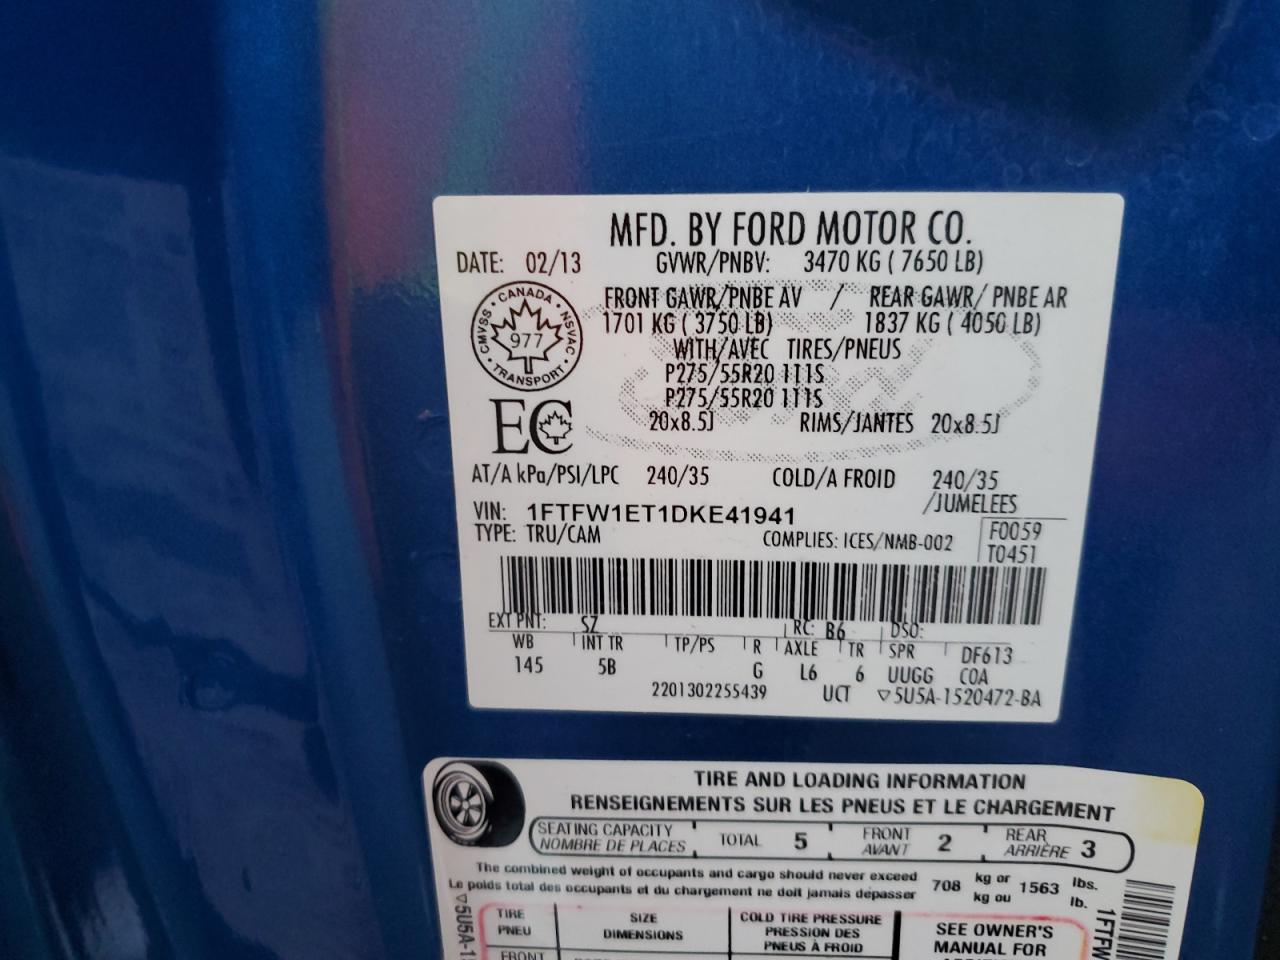 MFD. BY FORD MOTOR CO.
DATE: 02/13 GVWR/PNBV: 3470 KG ( 7650 LB)
FRONT GAWR/PNBE AV / REAR GAWR/ PNBE AR
1701 KG ( 3750 LB) 1837 KG ( 4050 LB)
WITH/AVEC TIRES/PNEUS
P275/55R20 111S
P275/55R20 111S
20x8.5J RIMS/JANTES 20x8.5J
CANADA
CMVSS NSVAC
977
TRANSPORT
EC
AT/A kPa/PSI/LPC 240/35 COLD/A FROID 240/35
/JUMELEES
VIN: 1FTFW1ET1DKE41941
TYPE: TRU/CAM COMPLIES: ICES/NMB-002
F0059
T0451
EXT PNT: SZ RC: B6 DSO:
WB INT TR TP/PS R AXLE TR SPR DF613
145 5B G L6 6 UUGG COA
2201302255439 UCT ▽5U5A-1520472-BA
TIRE AND LOADING INFORMATION
RENSEIGNEMENTS SUR LES PNEUS ET LE CHARGEMENT
SEATING CAPACITY TOTAL 5 FRONT 2 REAR 3
NOMBRE DE PLACES AVANT ARRIÈRE
The combined weight of occupants and cargo should never exceed 708 kg or 1563 lbs.
Le poids total des occupants et du chargement ne doit jamais dépasser kg ou lb.
TIRE SIZE COLD TIRE PRESSURE SEE OWNER'S
PNEU DIMENSIONS PRESSION DES MANUAL FOR
PNEUS À FROID
FRONT
▽5U5A-15
1FTFW